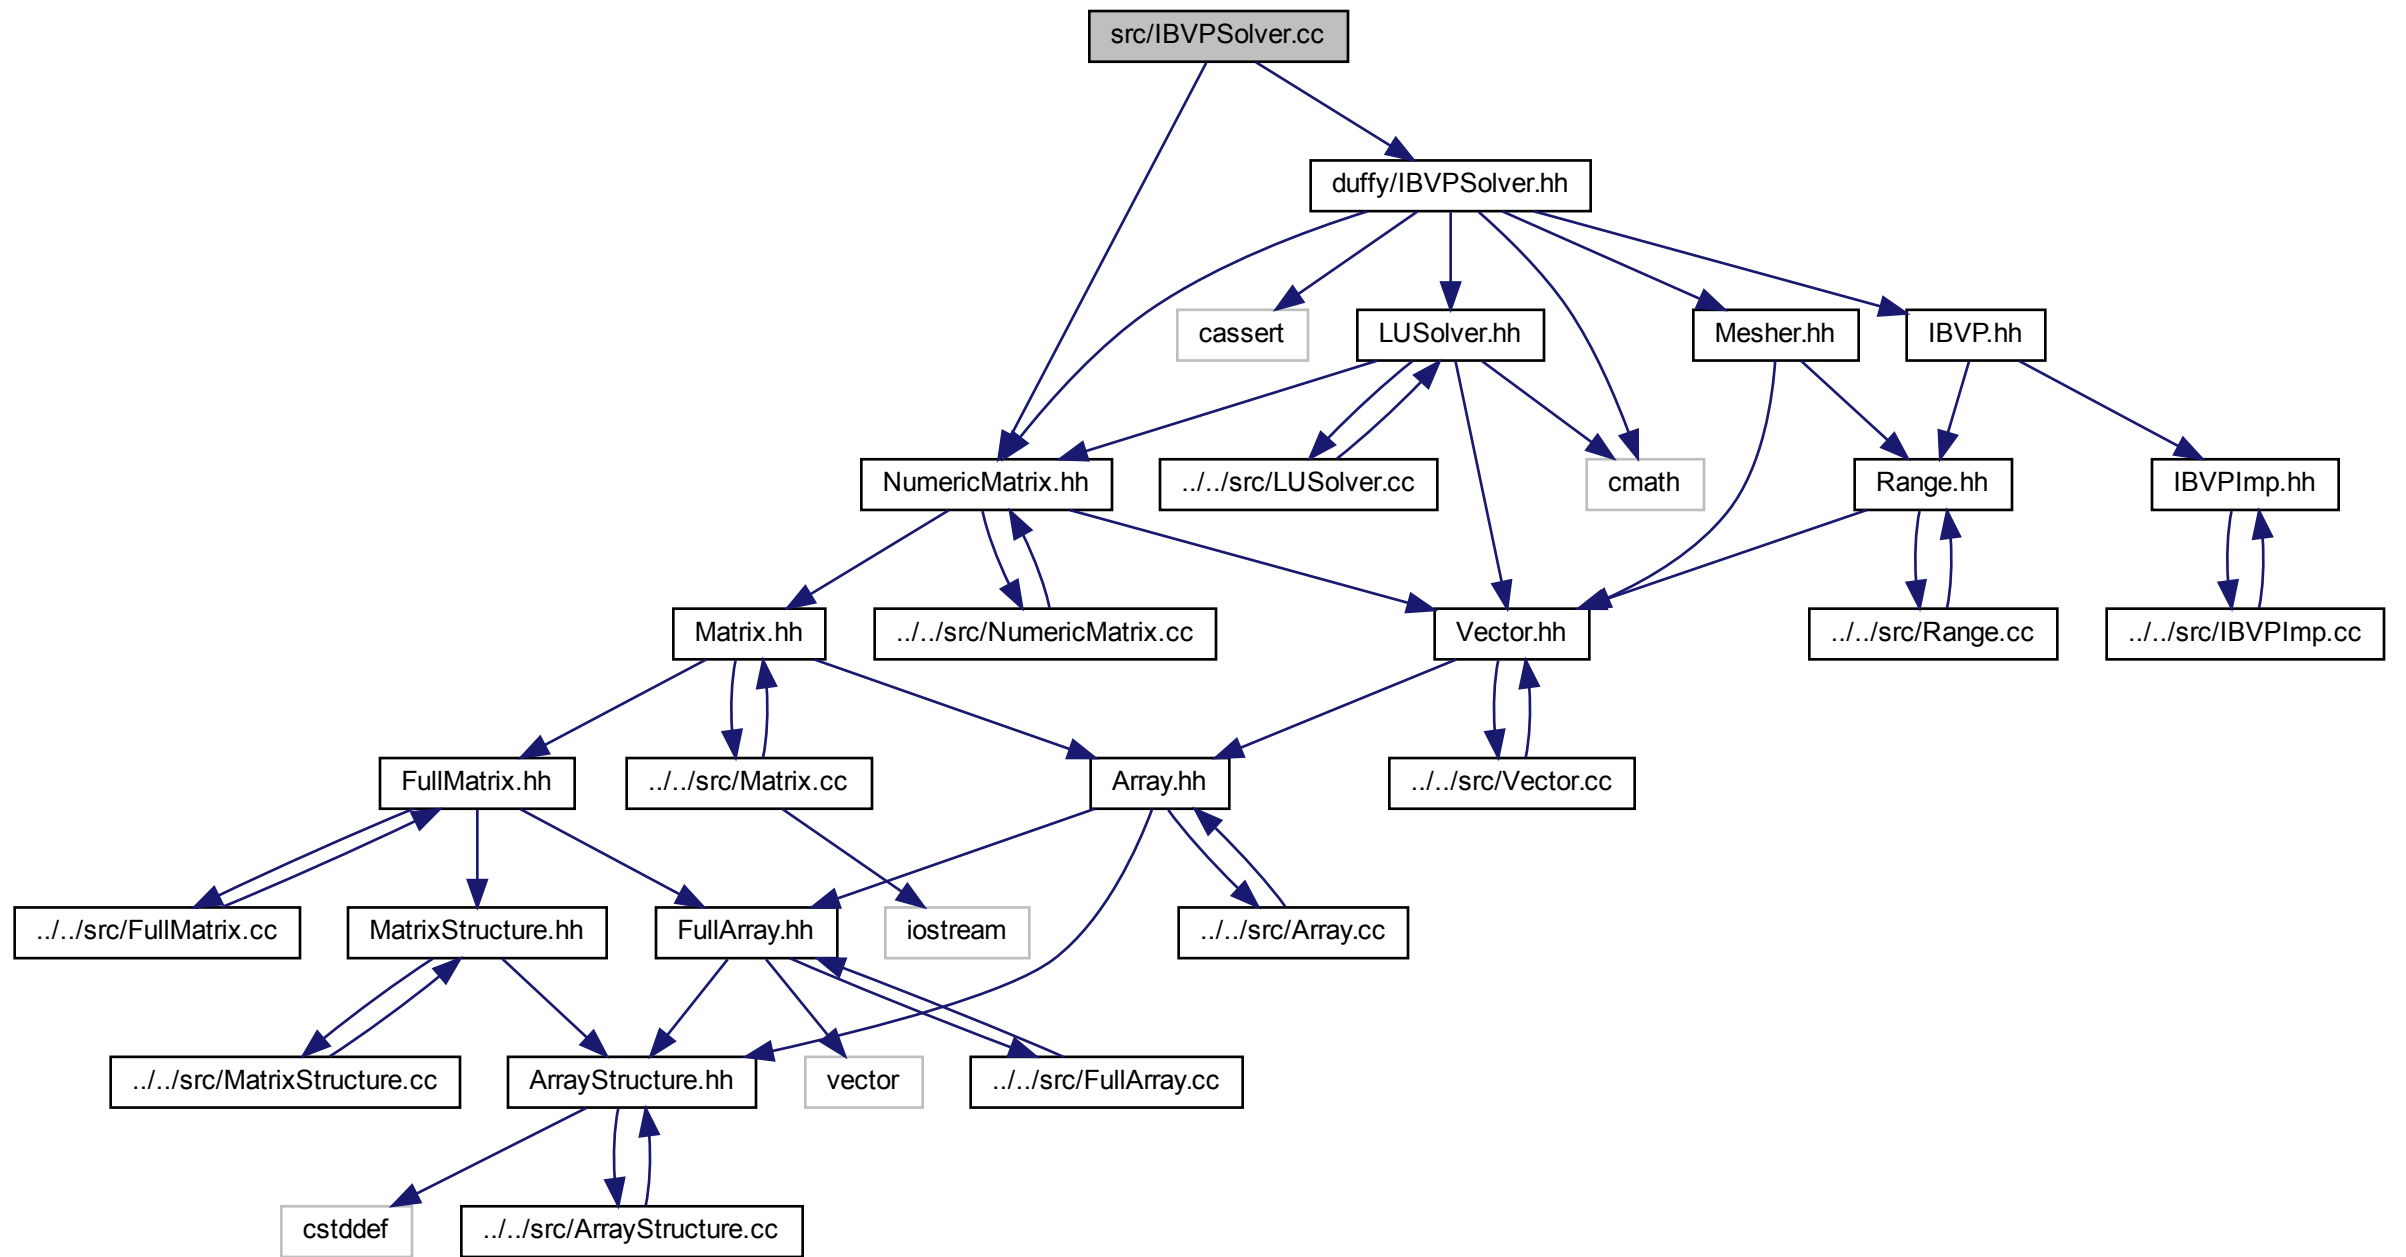 src/IBVPSolver.cc
duffy/IBVPSolver.hh
cassert
LUSolver.hh
Mesher.hh
IBVP.hh
NumericMatrix.hh
../../src/LUSolver.cc
cmath
Range.hh
IBVPImp.hh
Matrix.hh
../../src/NumericMatrix.cc
Vector.hh
../../src/Range.cc
../../src/IBVPImp.cc
FullMatrix.hh
../../src/Matrix.cc
Array.hh
../../src/Vector.cc
../../src/FullMatrix.cc
MatrixStructure.hh
FullArray.hh
iostream
../../src/Array.cc
../../src/MatrixStructure.cc
ArrayStructure.hh
vector
../../src/FullArray.cc
cstddef
../../src/ArrayStructure.cc